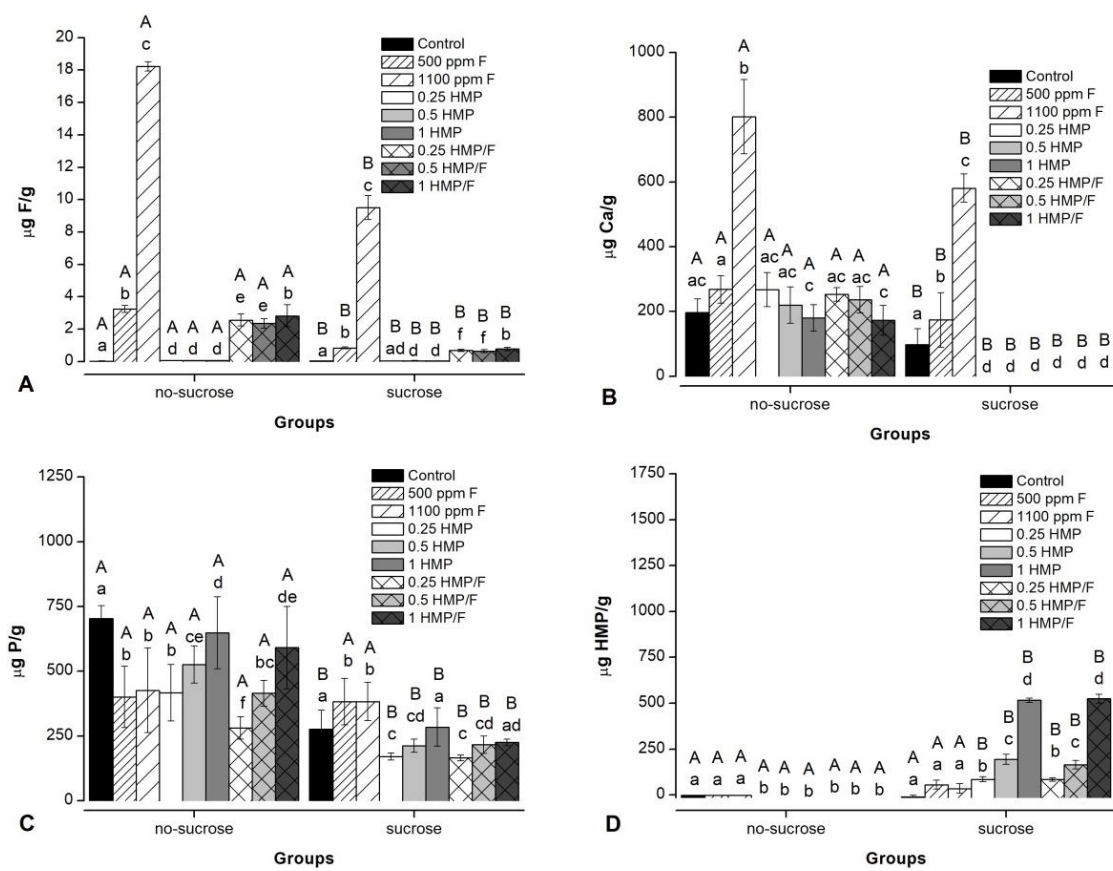 20
18
16
14
12
10
8
6
4
2
0
μg F/g
A
a
A
b
A
c
A
d
A
d
A
d
A
e
A
e
A
b
B
a
B
b
B
c
B
ad
B
d
B
d
B
f
B
f
B
b
Control
500 ppm F
1100 ppm F
0.25 HMP
0.5 HMP
1 HMP
0.25 HMP/F
0.5 HMP/F
1 HMP/F
A
no-sucrose
sucrose
Groups
1000
800
600
400
200
0
μg Ca/g
A
ac
A
a
A
b
A
ac
A
ac
A
c
A
ac
A
ac
A
c
B
a
B
b
B
c
B
d
B
d
B
d
B
d
B
d
B
d
Control
500 ppm F
1100 ppm F
0.25 HMP
0.5 HMP
1 HMP
0.25 HMP/F
0.5 HMP/F
1 HMP/F
B
no-sucrose
sucrose
Groups
1250
1000
750
500
250
0
μg P/g
A
a
A
b
A
b
A
b
A
ce
A
d
A
f
A
bc
A
de
B
a
A
b
A
b
B
c
B
cd
B
a
B
c
B
cd
B
ad
Control
500 ppm F
1100 ppm F
0.25 HMP
0.5 HMP
1 HMP
0.25 HMP/F
0.5 HMP/F
1 HMP/F
C
no-sucrose
sucrose
Groups
1750
1500
1250
1000
750
500
250
0
μg HMP/g
A
a
A
a
A
a
A
b
A
b
A
b
A
b
A
b
A
b
A
a
A
a
A
a
B
b
B
c
B
d
B
b
B
c
B
d
Control
500 ppm F
1100 ppm F
0.25 HMP
0.5 HMP
1 HMP
0.25 HMP/F
0.5 HMP/F
1 HMP/F
D
no-sucrose
sucrose
Groups